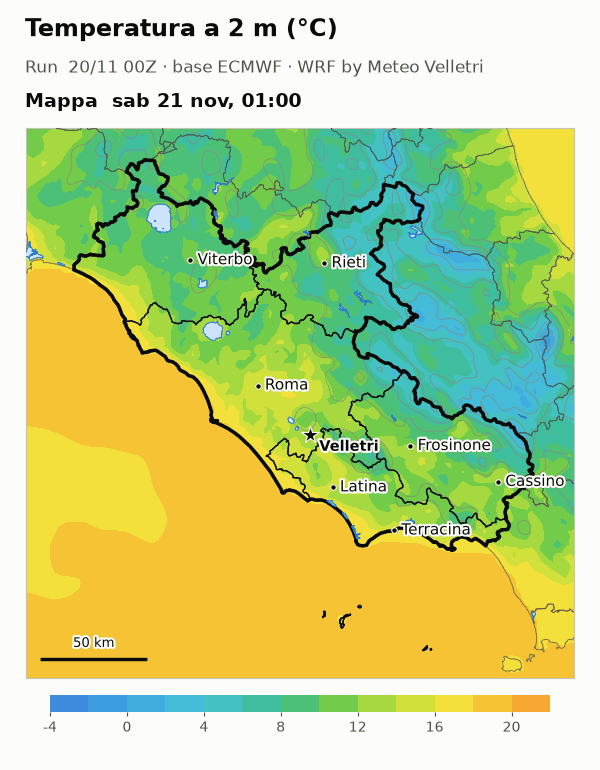 Temperatura a 2 m (°C)
Run  20/11 00Z · base ECMWF · WRF by Meteo Velletri
Mappa  sab 21 nov, 01:00
Viterbo
Rieti
Roma
Velletri
Frosinone
Cassino
Latina
Terracina
50 km
-4 0 4 8 12 16 20